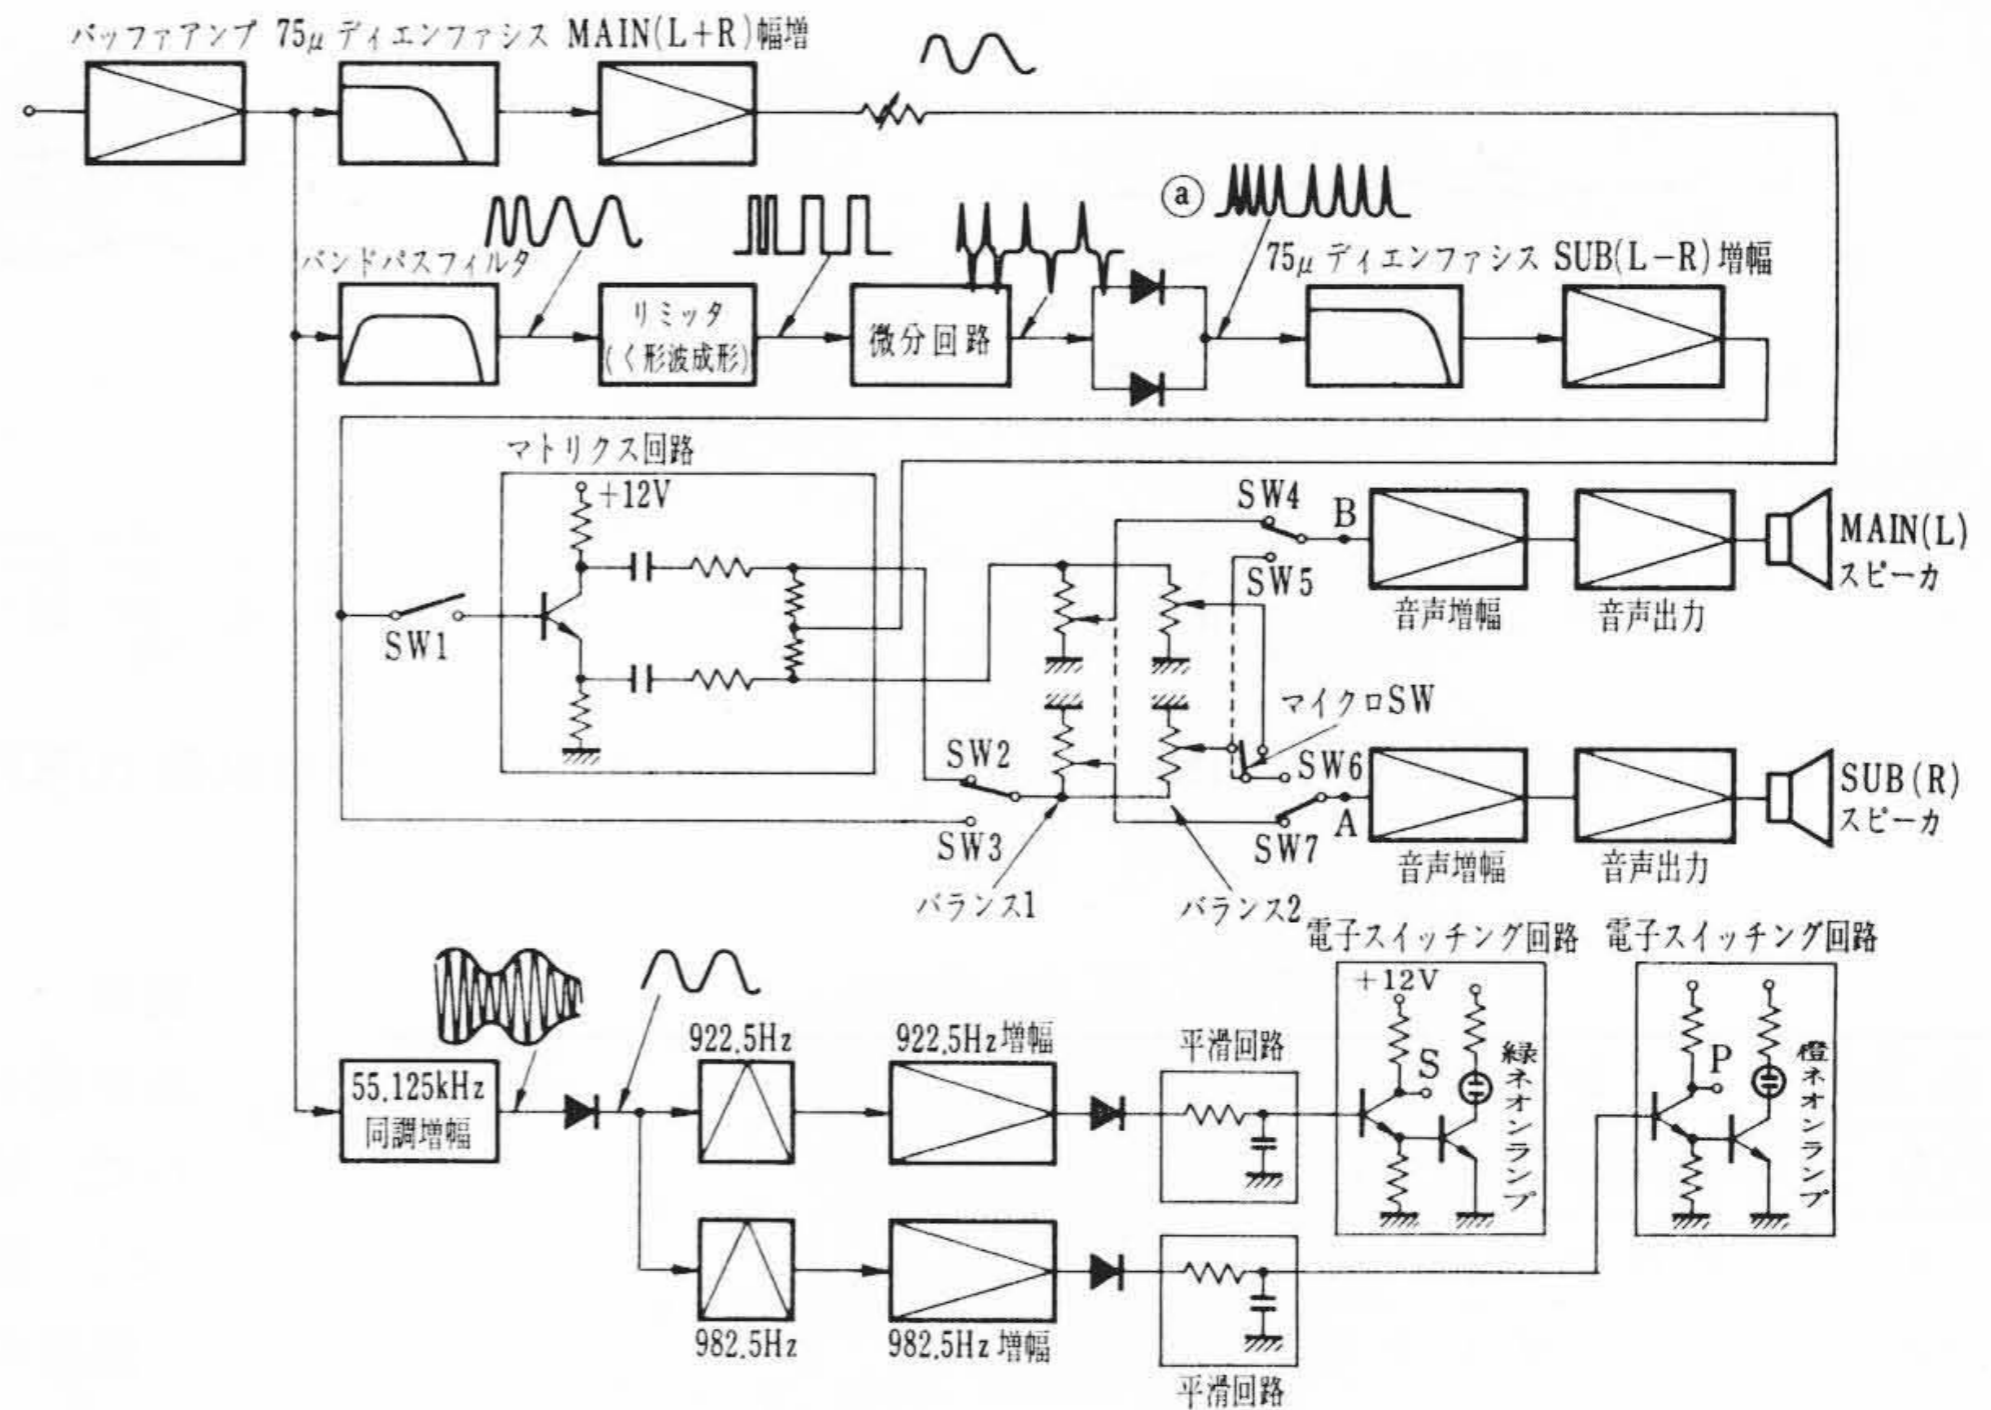 バッファアンプ 75μ ディエンファシス MAIN(L+R)幅増
ⓐ
バンドパスフィルタ
75μ ディエンファシス SUB(L-R)増幅
リミッタ
(く形波成形)
微分回路
マトリクス回路
+12V
SW1
SW2
SW3
SW4
B
SW5
MAIN(L)
スピーカ
音声増幅
音声出力
マイクロSW
SW6
A
SW7
SUB(R)
スピーカ
音声増幅
音声出力
バランス1
バランス2
電子スイッチング回路
電子スイッチング回路
55.125kHz
同調増幅
922.5Hz
922.5Hz増幅
平滑回路
+12V
S
緑ネオンランプ
P
橙ネオンランプ
982.5Hz
982.5Hz増幅
平滑回路